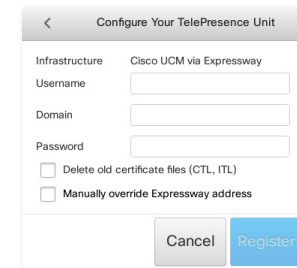 Configure Your TelePresence Unit
Infrastructure Cisco UCM via Expressway
Username
Domain
Password
Delete old certificate files (CTL, ITL)
Manually override Expressway address
Cancel Register